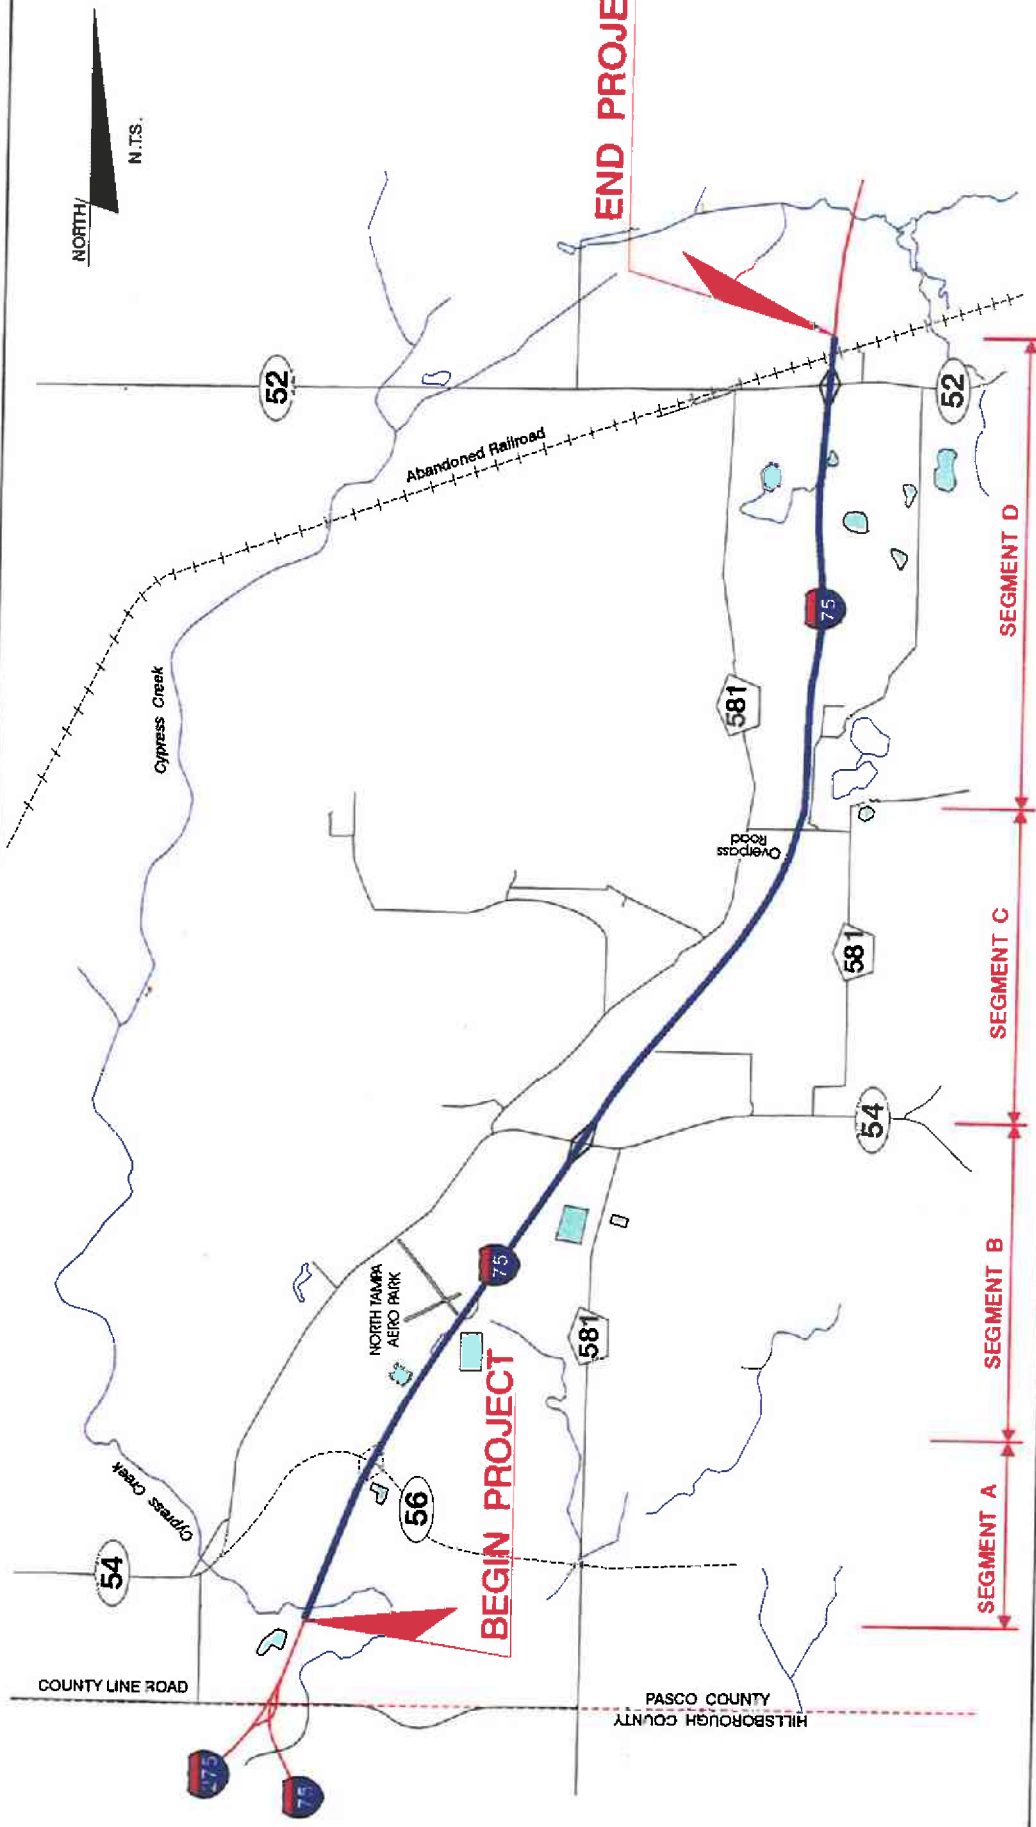 NORTH
N.T.S.
END PROJE
52
52
Abandoned Railroad
Cypress Creek
75
581
Overpass
Road
581
54
75
NORTH TAMPA
AERO PARK
581
BEGIN PROJECT
56
Cypress Creek
54
COUNTY LINE ROAD
PASCO COUNTY
HILLSBOROUGH COUNTY
275
75
SEGMENT A
SEGMENT B
SEGMENT C
SEGMENT D